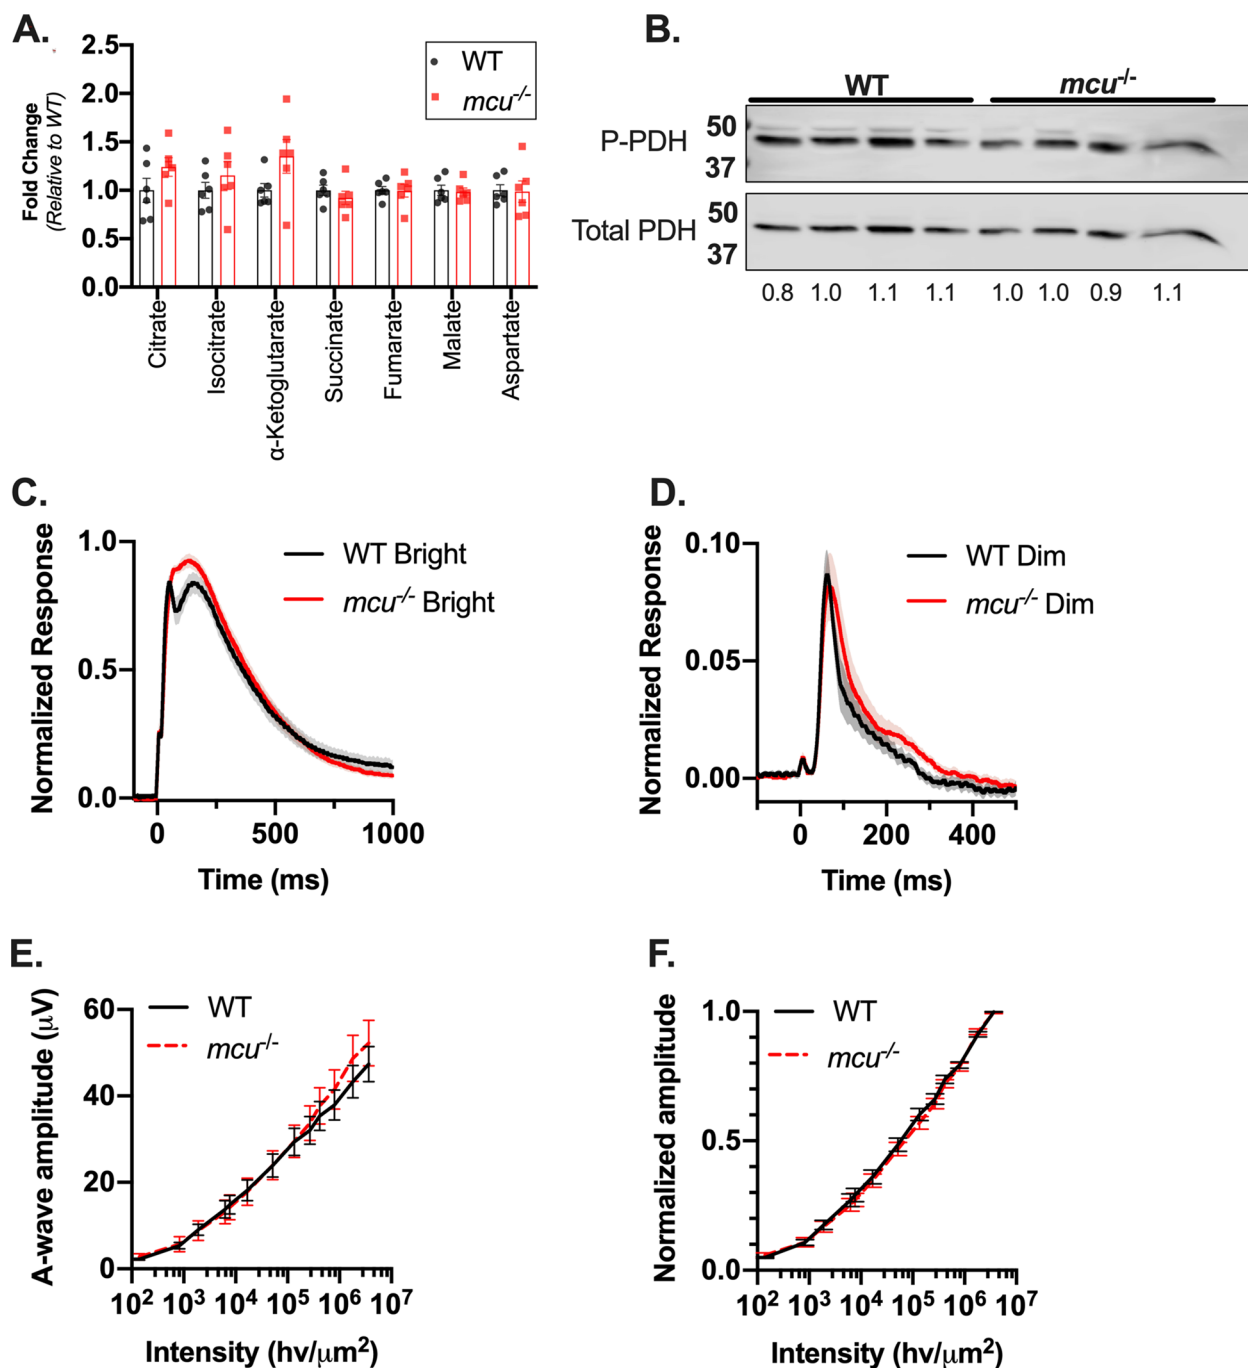 A.
2.5
2.0
1.5
1.0
0.5
0.0
Fold Change
(Relative to WT)
WT
mcu-/-
Citrate
Isocitrate
α-Ketoglutarate
Succinate
Fumarate
Malate
Aspartate
B.
WT
mcu-/-
P-PDH
50
37
Total PDH
50
37
0.8 1.0 1.1 1.1 1.0 1.0 0.9 1.1
C.
1.0
0.5
0.0
Normalized Response
WT Bright
mcu-/- Bright
0 500 1000
Time (ms)
D.
0.10
0.05
0.00
Normalized Response
WT Dim
mcu-/- Dim
0 200 400
Time (ms)
E.
60
40
20
0
A-wave amplitude (μV)
WT
mcu-/-
10² 10³ 10⁴ 10⁵ 10⁶ 10⁷
Intensity (hv/μm²)
F.
1.0
0.5
0.0
Normalized amplitude
WT
mcu-/-
10² 10³ 10⁴ 10⁵ 10⁶ 10⁷
Intensity (hv/μm²)